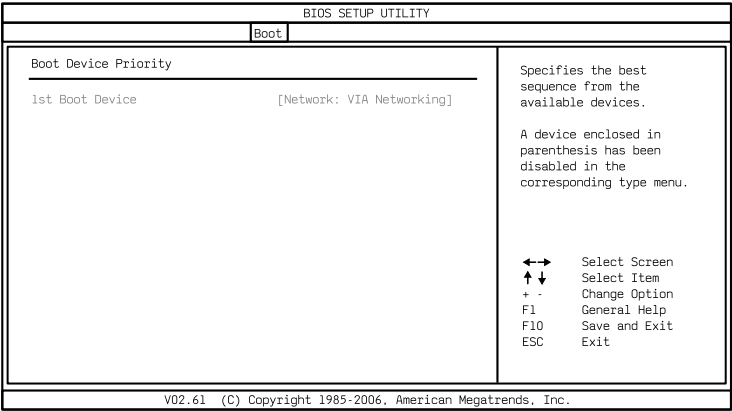 BIOS SETUP UTILITY
Boot
Boot Device Priority
1st Boot Device [Network: VIA Networking]
Specifies the best
sequence from the
available devices.
A device enclosed in
parenthesis has been
disabled in the
corresponding type menu.
←→ Select Screen
↑↓ Select Item
+ - Change Option
F1 General Help
F10 Save and Exit
ESC Exit
V02.61 (C) Copyright 1985-2006, American Megatrends, Inc.